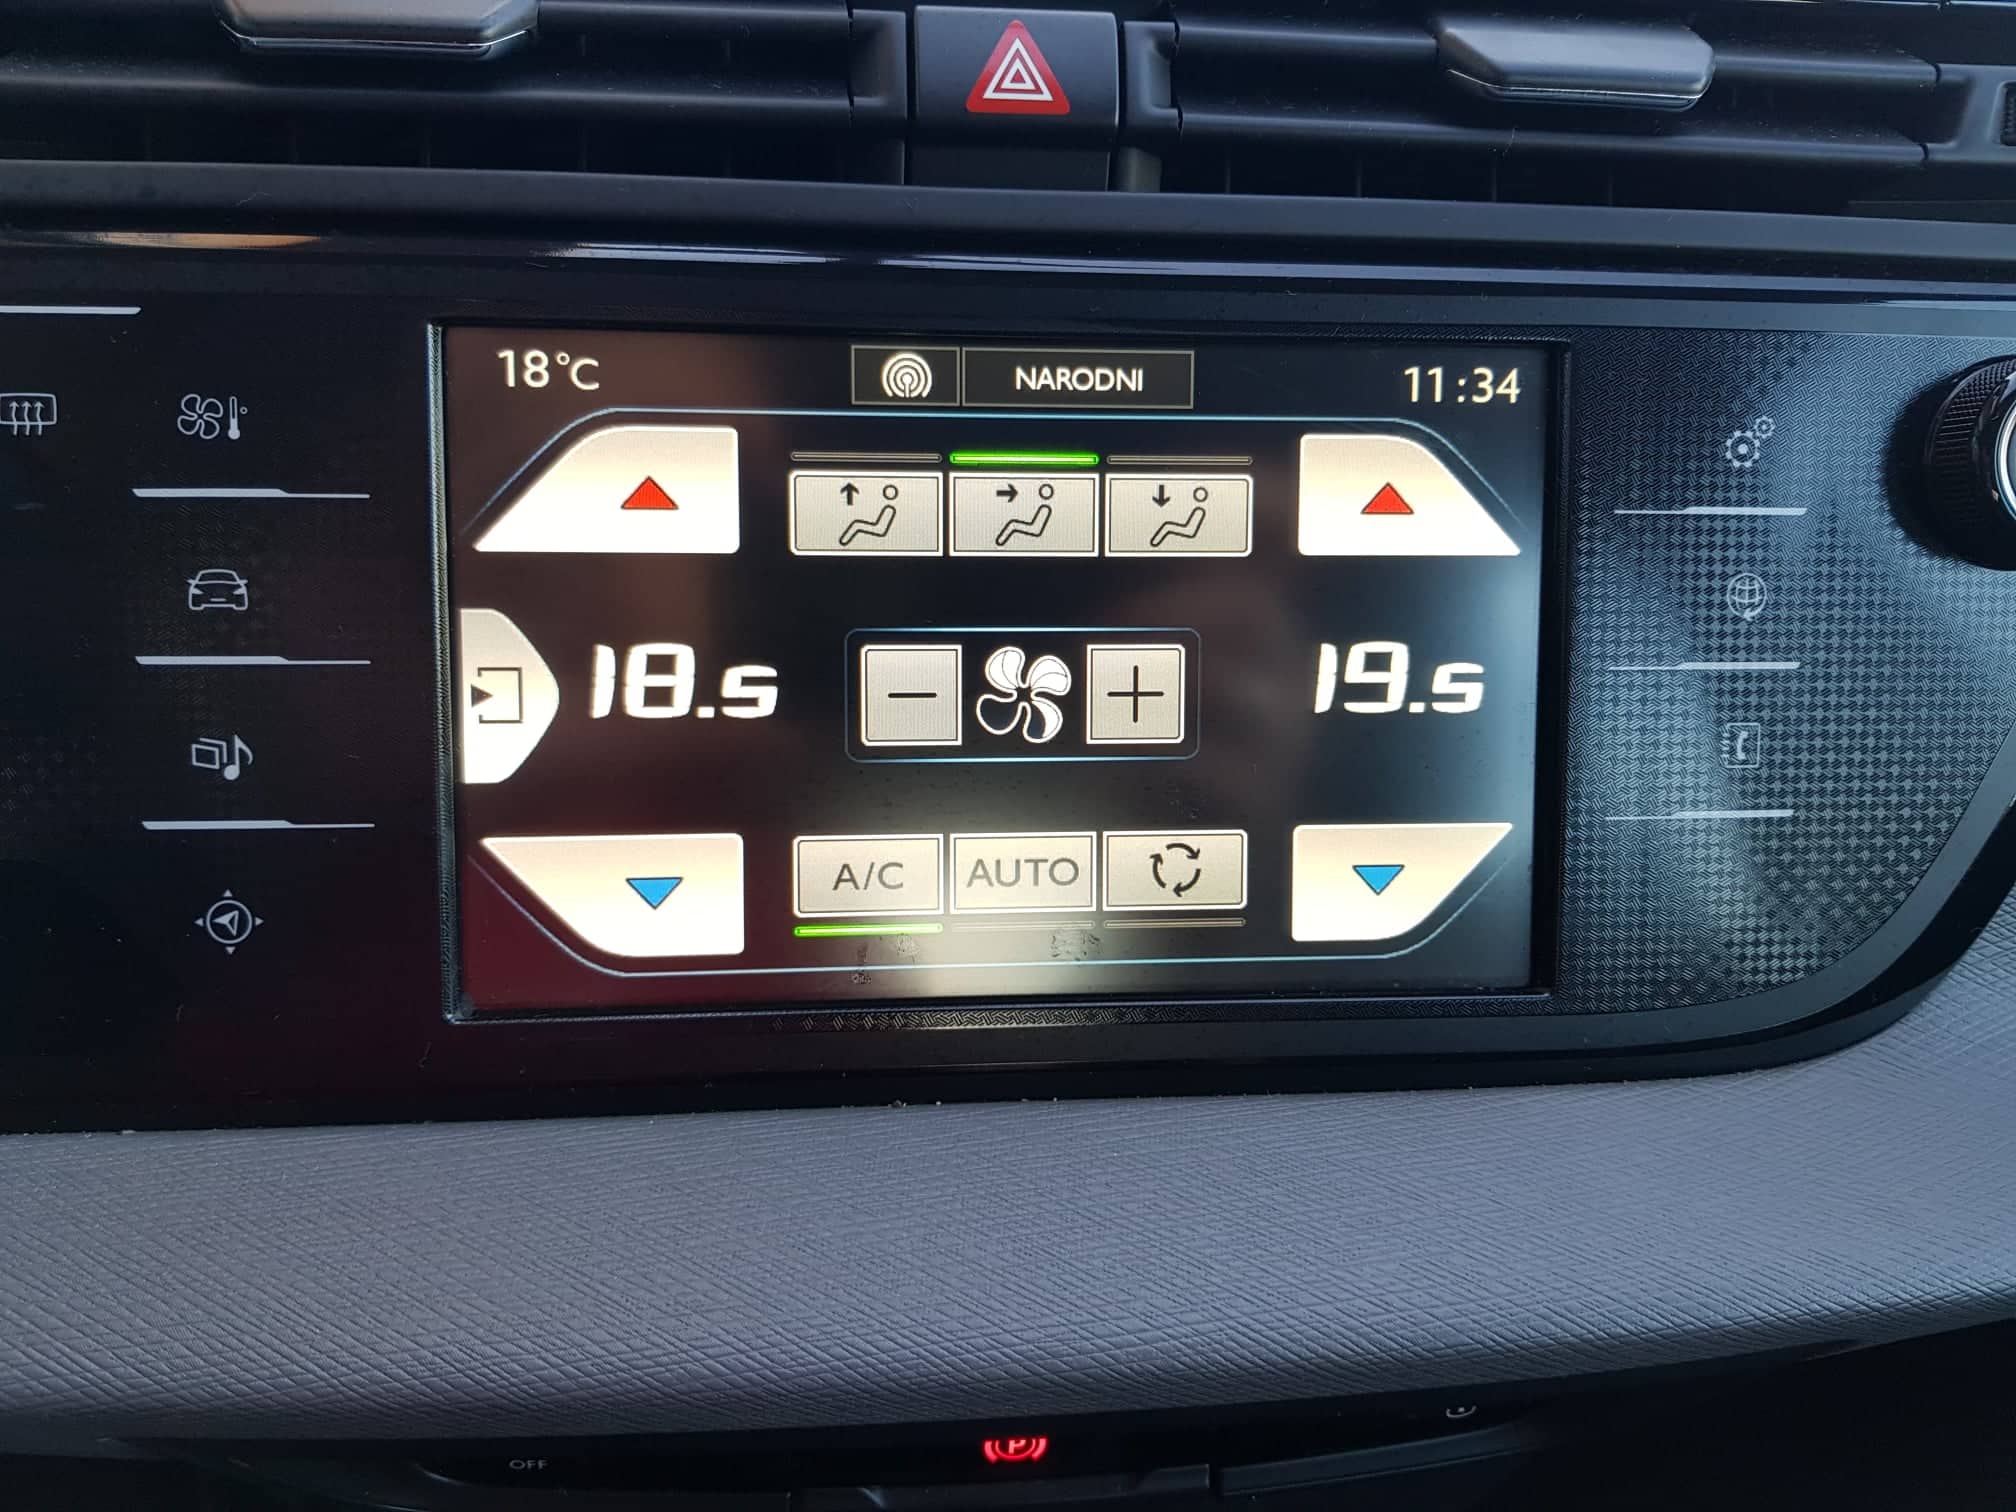 18°C
NARODNI
11:34
18.5
19.5
A/C
AUTO
OFF
P